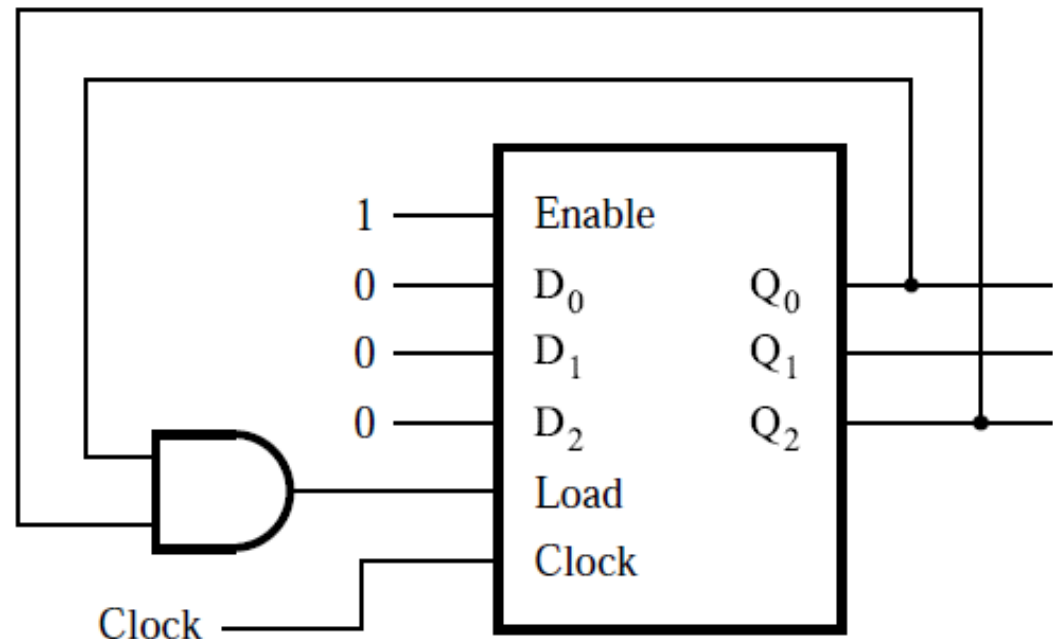 1 Enable
0 D₀ Q₀
0 D₁ Q₁
0 D₂ Q₂
Load
Clock
Clock